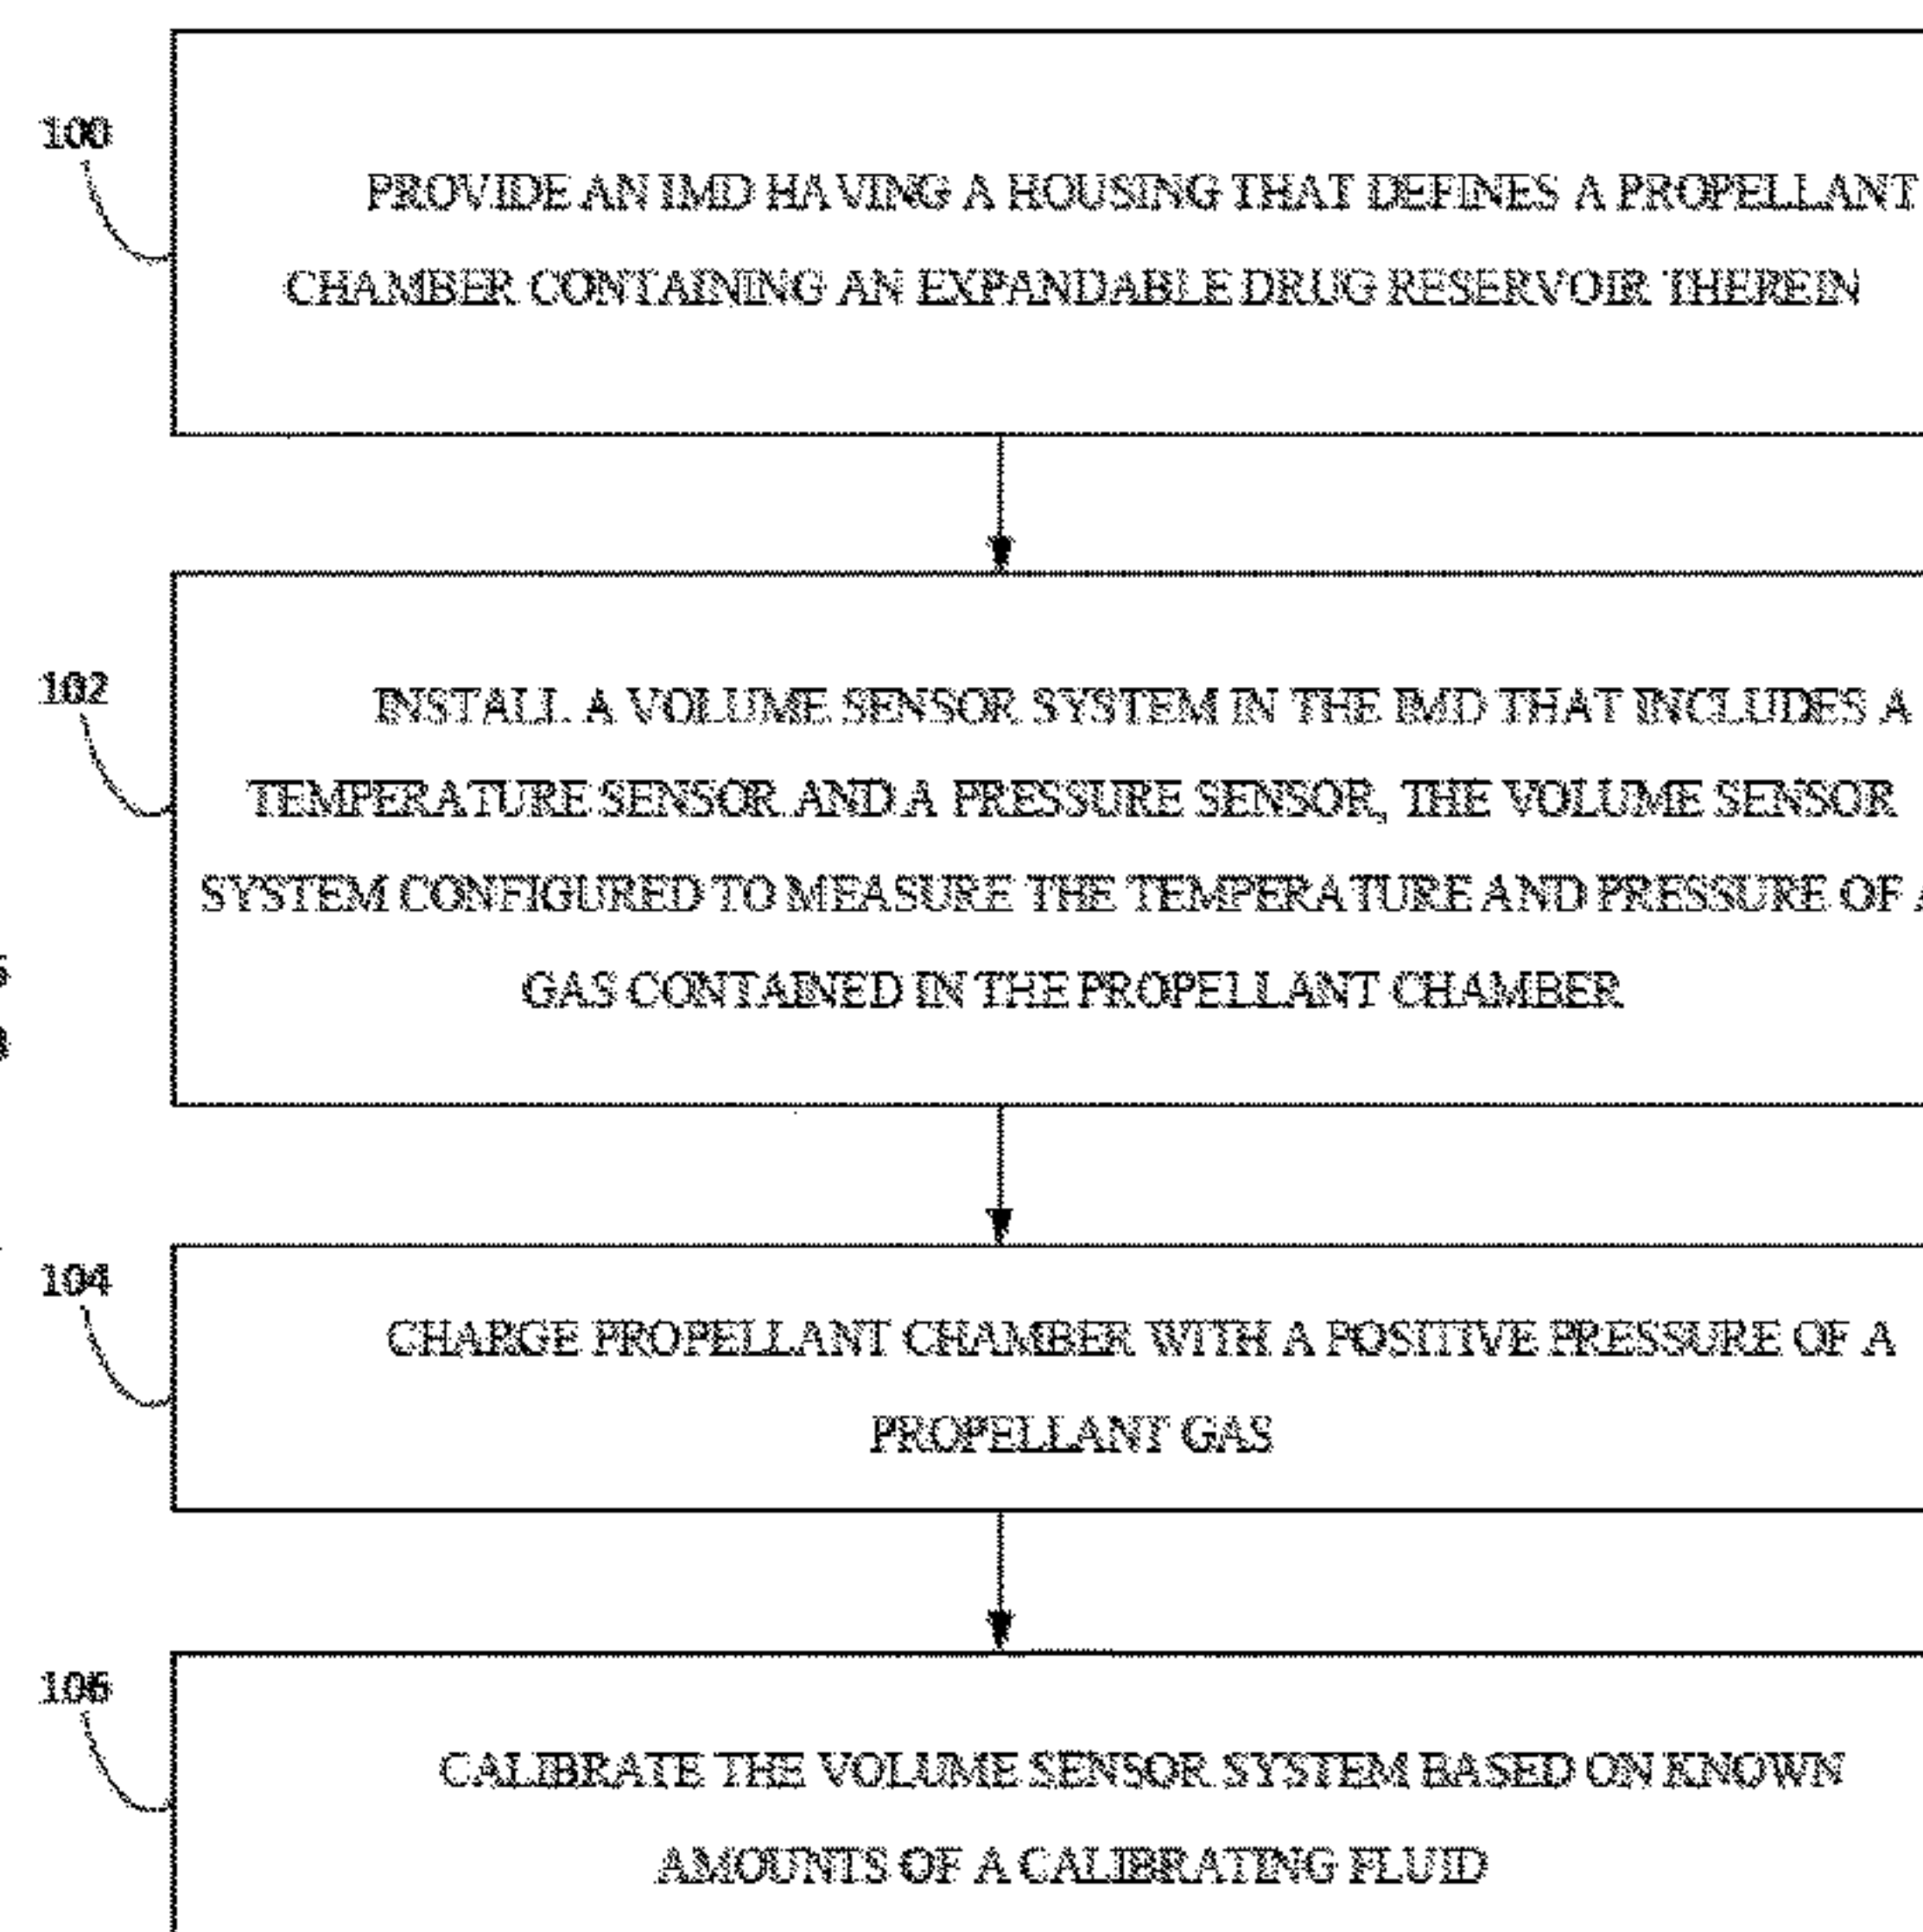 100
PROVIDE AN IMD HAVING A HOUSING THAT DEFINES A PROPELLANT
CHAMBER CONTAINING AN EXPANDABLE DRUG RESERVOIR THEREIN
102
INSTALL A VOLUME SENSOR SYSTEM IN THE IMD THAT INCLUDES A
TEMPERATURE SENSOR AND A PRESSURE SENSOR, THE VOLUME SENSOR
SYSTEM CONFIGURED TO MEASURE THE TEMPERATURE AND PRESSURE OF A
GAS CONTAINED IN THE PROPELLANT CHAMBER
104
CHARGE PROPELLANT CHAMBER WITH A POSITIVE PRESSURE OF A
PROPELLANT GAS
106
CALIBRATE THE VOLUME SENSOR SYSTEM BASED ON KNOWN
AMOUNTS OF A CALIBRATING FLUID